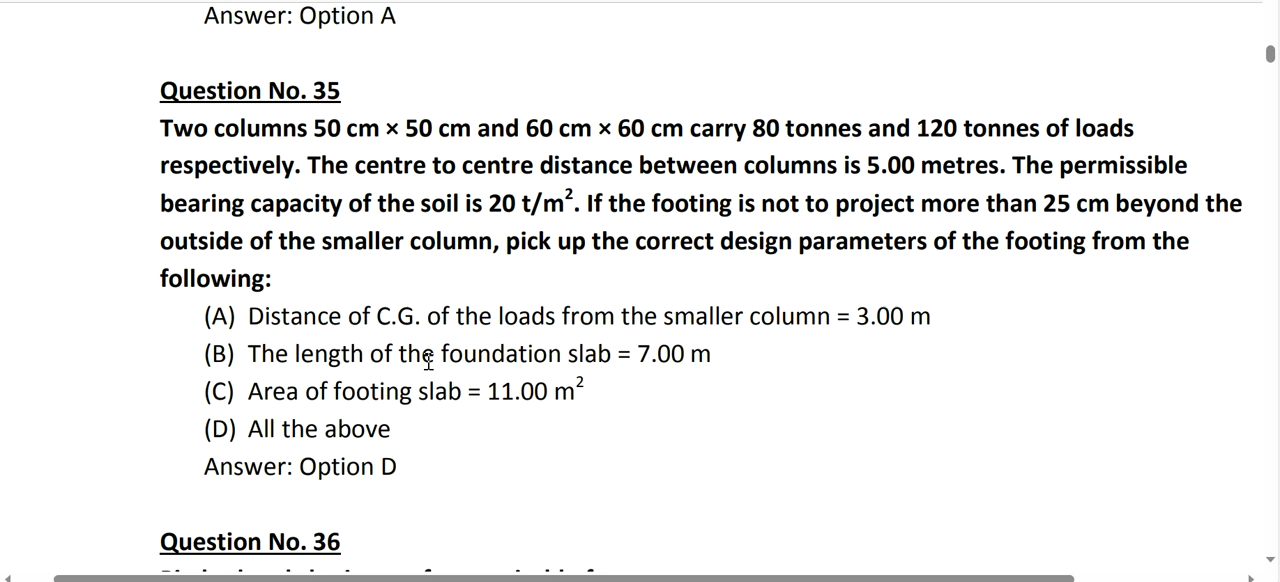 Answer: Option A
Question No. 35
Two columns 50 cm × 50 cm and 60 cm × 60 cm carry 80 tonnes and 120 tonnes of loads
respectively. The centre to centre distance between columns is 5.00 metres. The permissible
bearing capacity of the soil is 20 t/m². If the footing is not to project more than 25 cm beyond the
outside of the smaller column, pick up the correct design parameters of the footing from the
following:
(A) Distance of C.G. of the loads from the smaller column = 3.00 m
(B) The length of the foundation slab = 7.00 m
(C) Area of footing slab = 11.00 m²
(D) All the above
Answer: Option D
Question No. 36